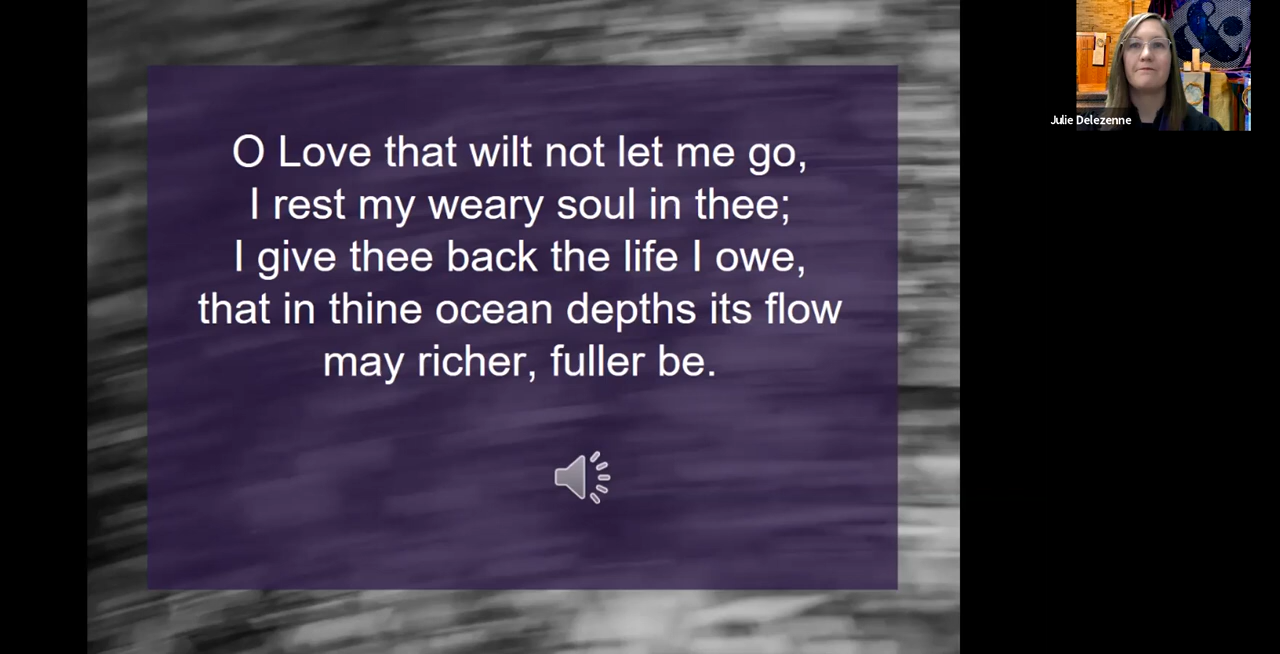 O Love that wilt not let me go,
I rest my weary soul in thee;
I give thee back the life I owe,
that in thine ocean depths its flow
may richer, fuller be.
Julie Delezenne